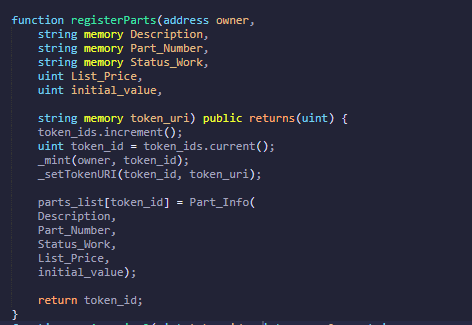 function registerParts(address owner,
string memory Description,
string memory Part_Number,
string memory Status_Work,
uint List_Price,
uint initial_value,
string memory token_uri) public returns(uint) {
token_ids.increment();
uint token_id = token_ids.current();
_mint(owner, token_id);
_setTokenURI(token_id, token_uri);
parts_list[token_id] = Part_Info(
Description,
Part_Number,
Status_Work,
List_Price,
initial_value);
return token_id;
}